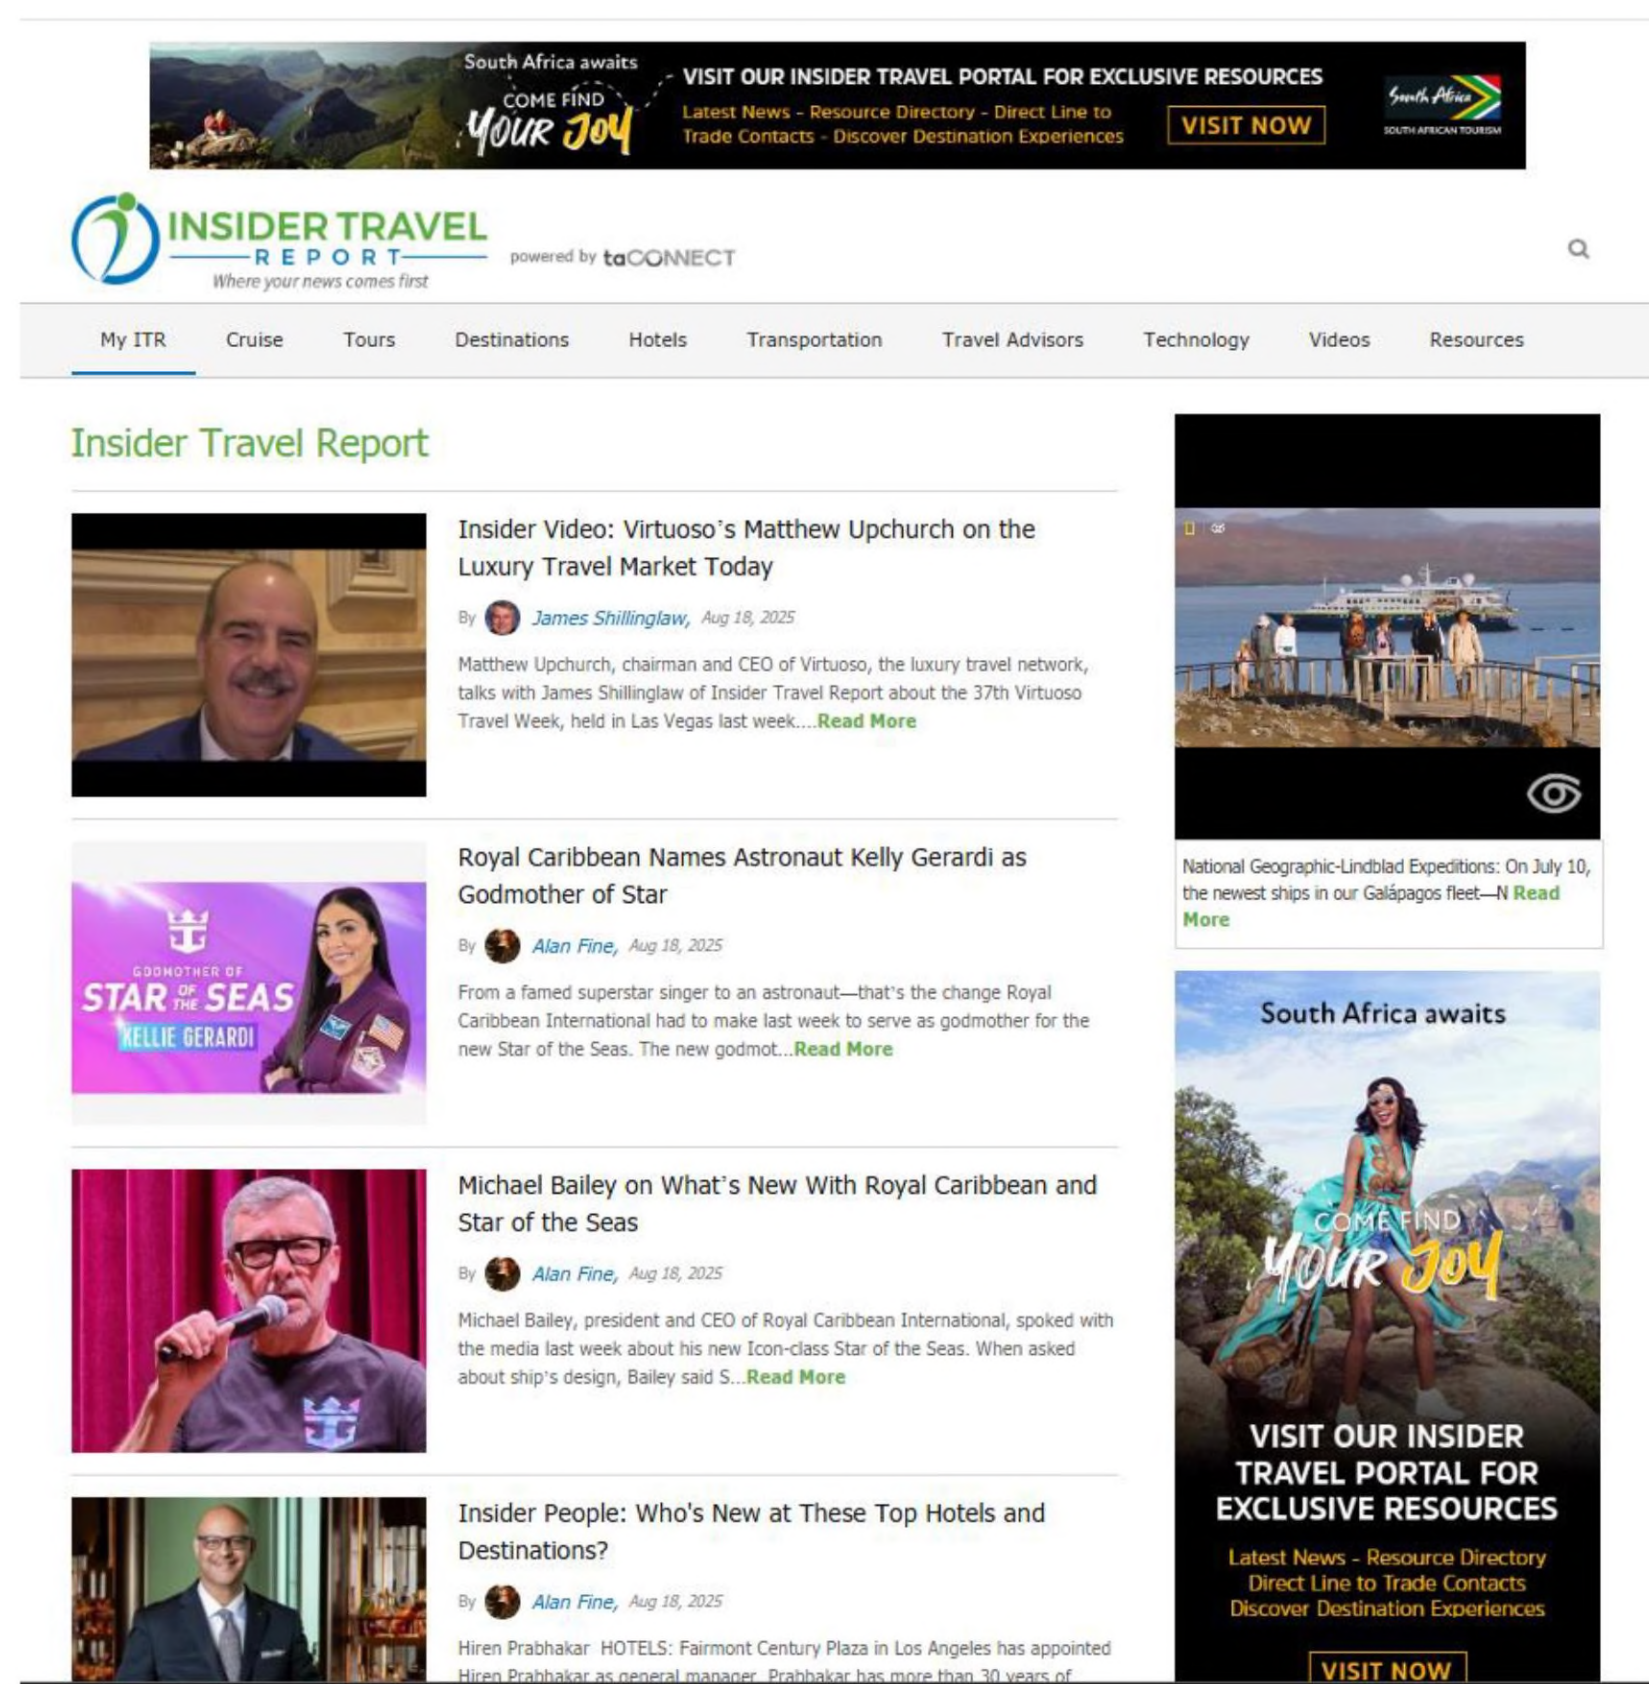 South Africa awaits
COME FIND
YOUR JOY
VISIT OUR INSIDER TRAVEL PORTAL FOR EXCLUSIVE RESOURCES
Latest News - Resource Directory - Direct Line to
Trade Contacts - Discover Destination Experiences
VISIT NOW
South Africa
SOUTH AFRICAN TOURISM
INSIDER TRAVEL
REPORT
Where your news comes first
powered by taCONNECT
My ITR Cruise Tours Destinations Hotels Transportation Travel Advisors Technology Videos Resources
Insider Travel Report
Insider Video: Virtuoso's Matthew Upchurch on the
Luxury Travel Market Today
By James Shillinglaw, Aug 18, 2025
Matthew Upchurch, chairman and CEO of Virtuoso, the luxury travel network,
talks with James Shillinglaw of Insider Travel Report about the 37th Virtuoso
Travel Week, held in Las Vegas last week....Read More
GODMOTHER OF
STAR OF THE SEAS
KELLIE GERARDI
Royal Caribbean Names Astronaut Kelly Gerardi as
Godmother of Star
By Alan Fine, Aug 18, 2025
From a famed superstar singer to an astronaut—that's the change Royal
Caribbean International had to make last week to serve as godmother for the
new Star of the Seas. The new godmot...Read More
Michael Bailey on What's New With Royal Caribbean and
Star of the Seas
By Alan Fine, Aug 18, 2025
Michael Bailey, president and CEO of Royal Caribbean International, spoked with
the media last week about his new Icon-class Star of the Seas. When asked
about ship's design, Bailey said S...Read More
Insider People: Who's New at These Top Hotels and
Destinations?
By Alan Fine, Aug 18, 2025
Hiren Prabhakar HOTELS: Fairmont Century Plaza in Los Angeles has appointed
Hiren Prabhakar as general manager. Prabhakar has more than 30 years of
National Geographic-Lindblad Expeditions: On July 10,
the newest ships in our Galápagos fleet—N Read
More
South Africa awaits
COME FIND
YOUR JOY
VISIT OUR INSIDER
TRAVEL PORTAL FOR
EXCLUSIVE RESOURCES
Latest News - Resource Directory
Direct Line to Trade Contacts
Discover Destination Experiences
VISIT NOW